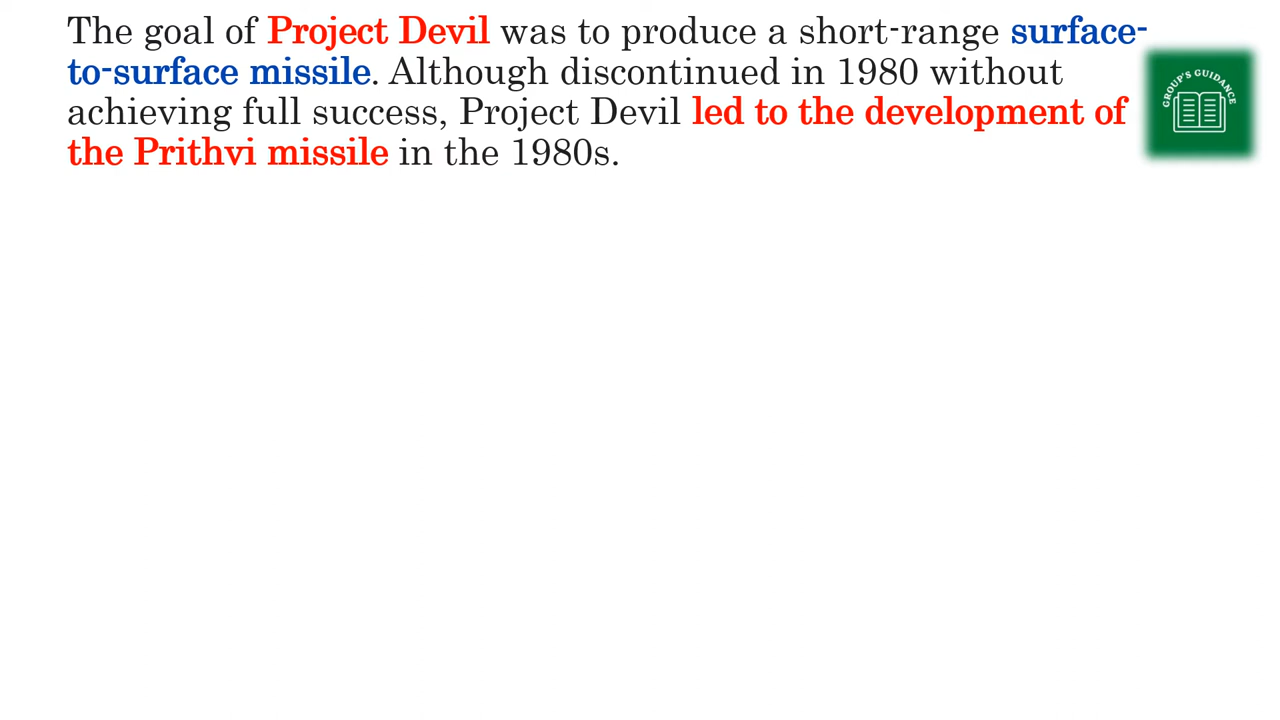 The goal of Project Devil was to produce a short-range surface-
to-surface missile. Although discontinued in 1980 without
achieving full success, Project Devil led to the development of
the Prithvi missile in the 1980s.
GROUP'S GUIDANCE